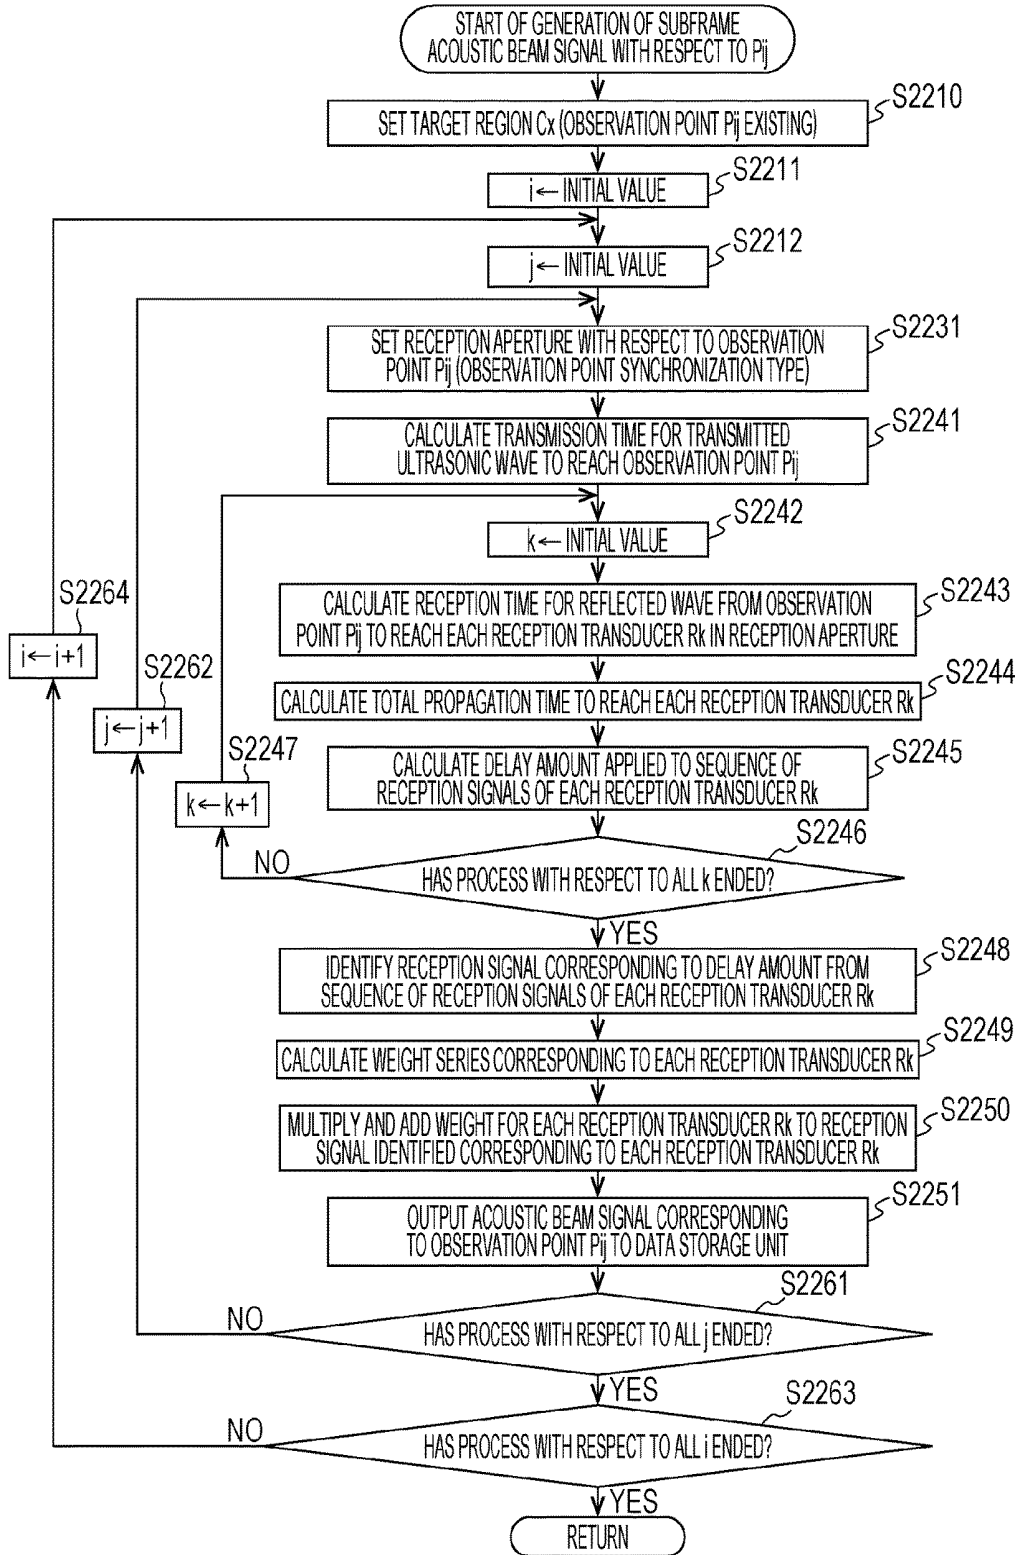 START OF GENERATION OF SUBFRAME
ACOUSTIC BEAM SIGNAL WITH RESPECT TO Pij
S2210
SET TARGET REGION Cx (OBSERVATION POINT Pij EXISTING)
S2211
i ← INITIAL VALUE
S2212
j ← INITIAL VALUE
S2231
SET RECEPTION APERTURE WITH RESPECT TO OBSERVATION
POINT Pij (OBSERVATION POINT SYNCHRONIZATION TYPE)
S2241
CALCULATE TRANSMISSION TIME FOR TRANSMITTED
ULTRASONIC WAVE TO REACH OBSERVATION POINT Pij
S2242
k ← INITIAL VALUE
S2243
CALCULATE RECEPTION TIME FOR REFLECTED WAVE FROM OBSERVATION
POINT Pij TO REACH EACH RECEPTION TRANSDUCER Rk IN RECEPTION APERTURE
S2264
i ← i+1
S2262
j ← j+1
S2247
k ← k+1
S2244
CALCULATE TOTAL PROPAGATION TIME TO REACH EACH RECEPTION TRANSDUCER Rk
S2245
CALCULATE DELAY AMOUNT APPLIED TO SEQUENCE OF
RECEPTION SIGNALS OF EACH RECEPTION TRANSDUCER Rk
S2246
NO
HAS PROCESS WITH RESPECT TO ALL k ENDED?
YES
S2248
IDENTIFY RECEPTION SIGNAL CORRESPONDING TO DELAY AMOUNT FROM
SEQUENCE OF RECEPTION SIGNALS OF EACH RECEPTION TRANSDUCER Rk
S2249
CALCULATE WEIGHT SERIES CORRESPONDING TO EACH RECEPTION TRANSDUCER Rk
S2250
MULTIPLY AND ADD WEIGHT FOR EACH RECEPTION TRANSDUCER Rk TO RECEPTION
SIGNAL IDENTIFIED CORRESPONDING TO EACH RECEPTION TRANSDUCER Rk
S2251
OUTPUT ACOUSTIC BEAM SIGNAL CORRESPONDING
TO OBSERVATION POINT Pij TO DATA STORAGE UNIT
S2261
NO
HAS PROCESS WITH RESPECT TO ALL j ENDED?
YES
S2263
NO
HAS PROCESS WITH RESPECT TO ALL i ENDED?
YES
RETURN